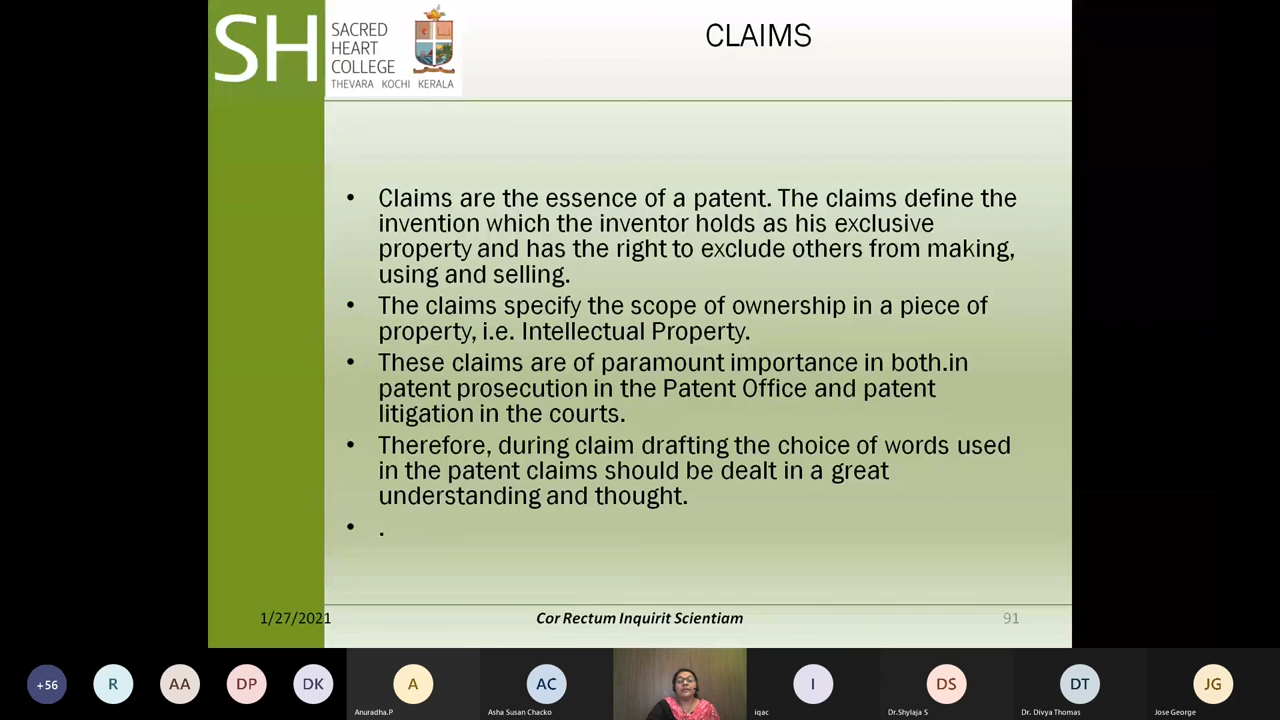 SH
SACRED
HEART
COLLEGE
THEVARA KOCHI KERALA
CLAIMS
• Claims are the essence of a patent. The claims define the
invention which the inventor holds as his exclusive
property and has the right to exclude others from making,
using and selling.
• The claims specify the scope of ownership in a piece of
property, i.e. Intellectual Property.
• These claims are of paramount importance in both.in
patent prosecution in the Patent Office and patent
litigation in the courts.
• Therefore, during claim drafting the choice of words used
in the patent claims should be dealt in a great
understanding and thought.
• .
1/27/2021
Cor Rectum Inquirit Scientiam
91
+56
R
AA
DP
DK
A
AC
I
DS
DT
JG
Anuradha.P
Asha Susan Chacko
iqac
Dr.Shylaja S
Dr. Divya Thomas
Jose George